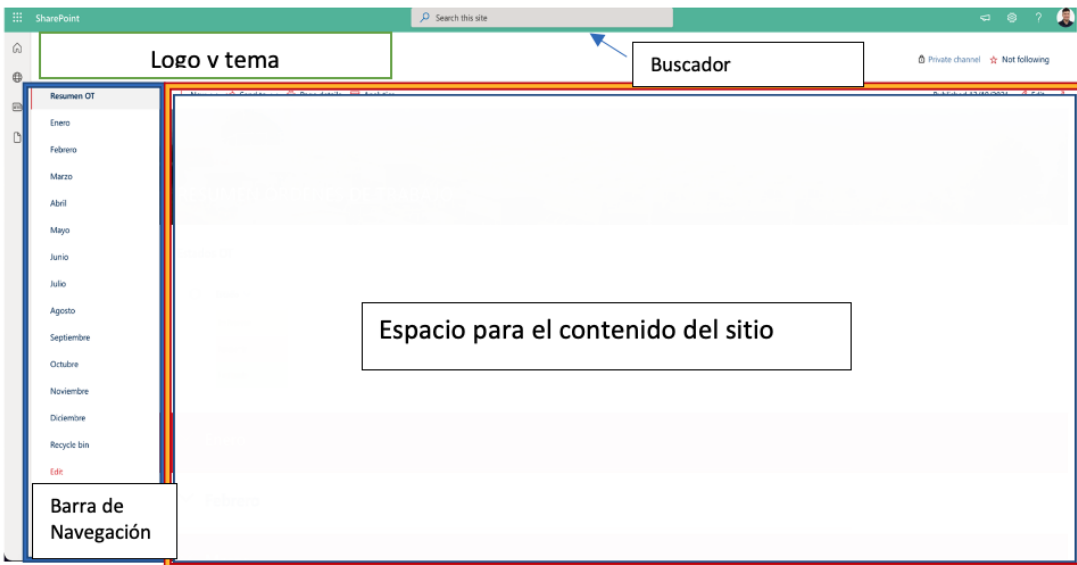 SharePoint
Search this site
Logo y tema
Buscador
Private channel
Not following
Resumen OT
Enero
Febrero
Marzo
Abril
Mayo
Junio
Julio
Agosto
Septiembre
Octubre
Noviembre
Diciembre
Recycle bin
Edit
Espacio para el contenido del sitio
Barra de
Navegación